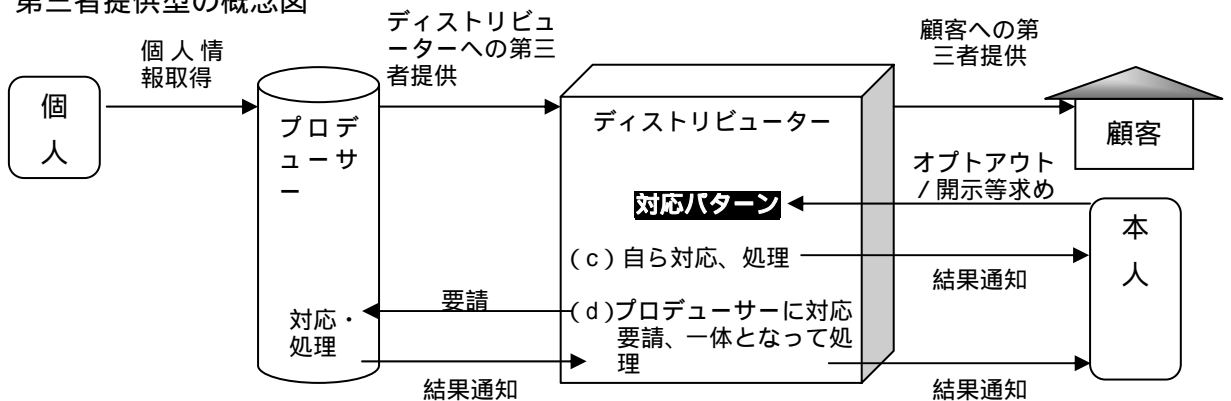 第三者提供型の概念図
個人情
報取得
ディストリビュ
ーターへの第三
者提供
顧客への第
三者提供
個
人
プロデ
ューサ
ー
ディストリビューター
顧客
オプトアウト
/開示等求め
対応パターン
本
人
(c)自ら対応、処理
結果通知
要請
(d)プロデューサーに対応
要請、一体となって処
理
対応・
処理
結果通知
結果通知